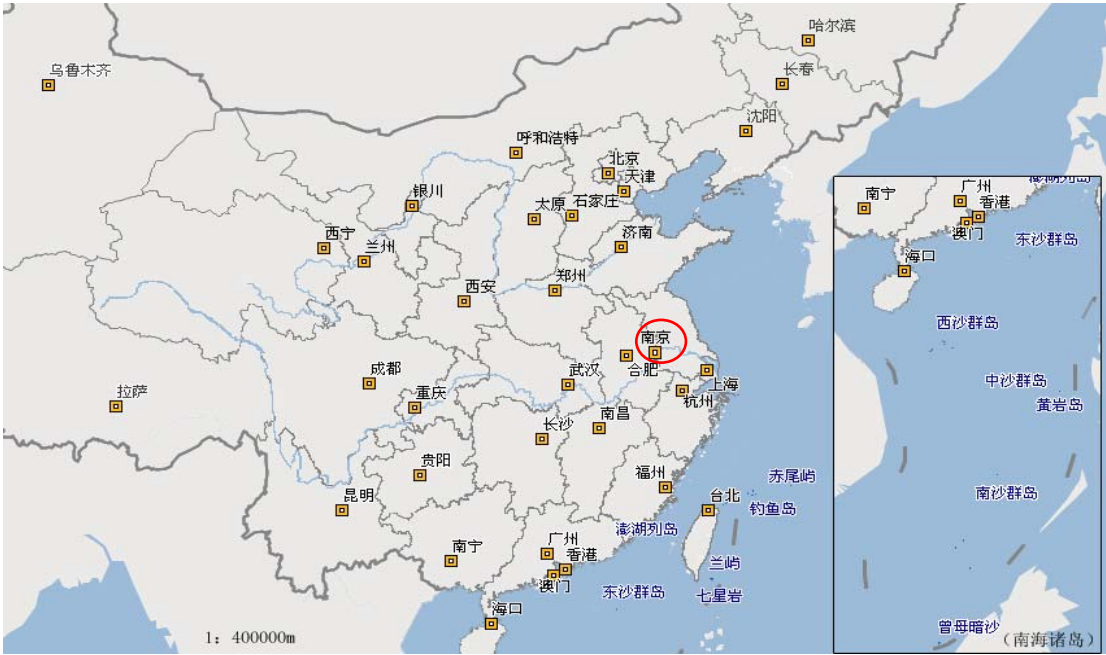 哈尔滨
乌鲁木齐
长春
沈阳
呼和浩特
北京
天津
银川
太原
石家庄
济南
西宁
兰州
郑州
西安
南京
合肥
上海
杭州
成都
重庆
武汉
拉萨
南昌
长沙
贵阳
福州
昆明
台北
赤尾屿
钓鱼岛
澎湖列岛
南宁
广州
香港
澳门
兰屿
东沙群岛
七星岩
海口
1: 400000m
澎湖列岛
南宁
广州
香港
澳门
东沙群岛
海口
西沙群岛
中沙群岛
黄岩岛
南沙群岛
曾母暗沙
(南海诸岛)